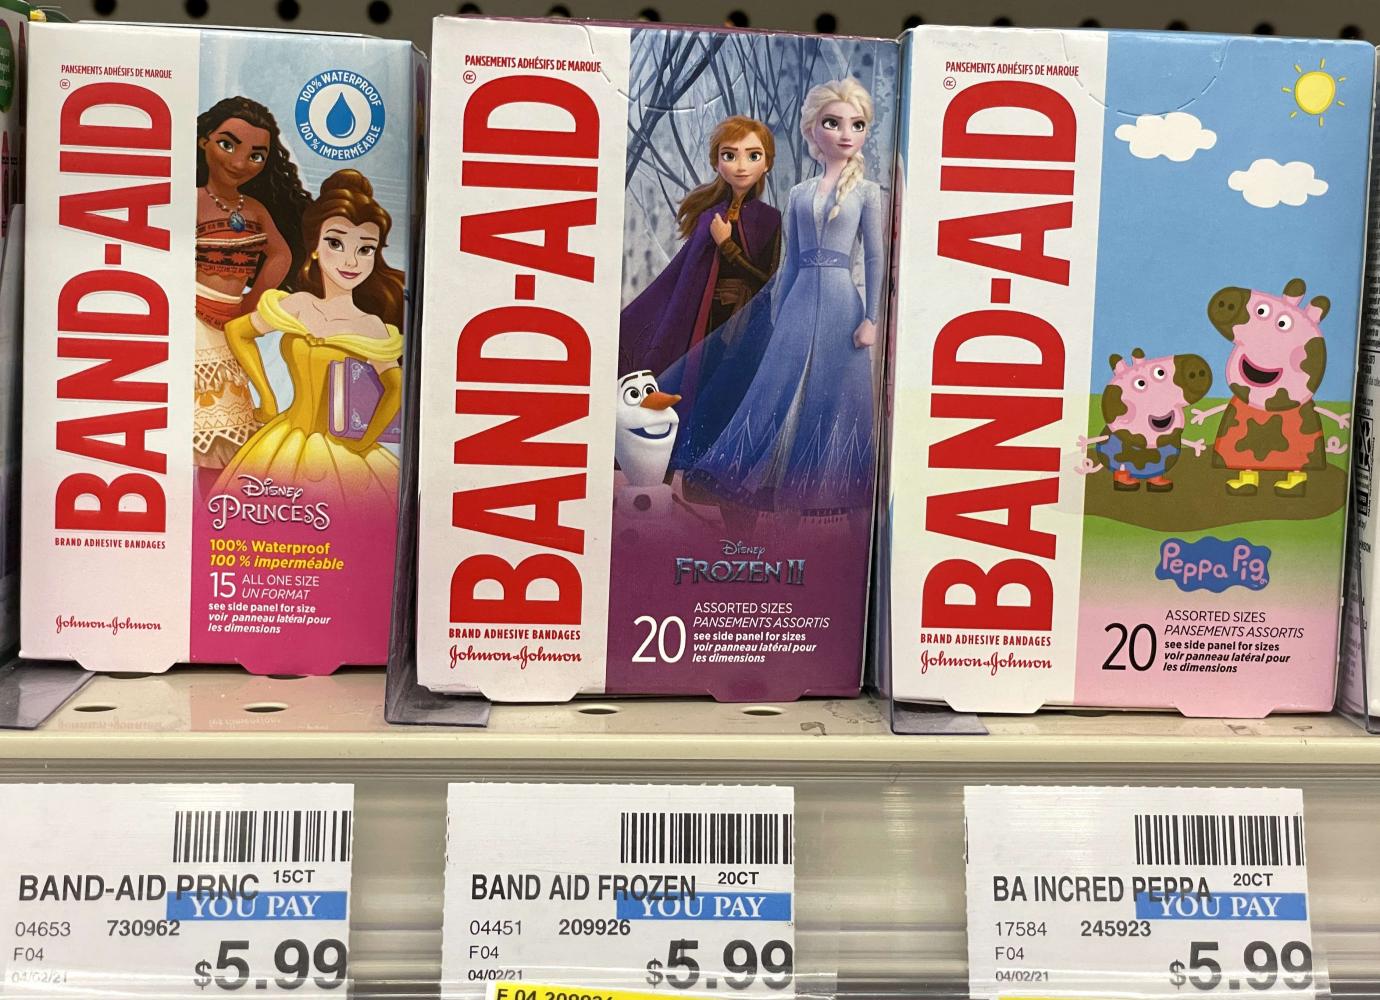 PANSEMENTS ADHÉSIFS DE MARQUE
BAND-AID®
BRAND ADHESIVE BANDAGES
Johnson & Johnson
100% WATERPROOF
100% IMPERMÉABLE
Disney
PRINCESS
100% Waterproof
100 % imperméable
15 ALL ONE SIZE
UN FORMAT
see side panel for size
voir panneau latéral pour
les dimensions
PANSEMENTS ADHÉSIFS DE MARQUE
BAND-AID®
BRAND ADHESIVE BANDAGES
Johnson & Johnson
Disney
FROZEN II
20 ASSORTED SIZES
PANSEMENTS ASSORTIS
see side panel for sizes
voir panneau latéral pour
les dimensions
PANSEMENTS ADHÉSIFS DE MARQUE
BAND-AID®
BRAND ADHESIVE BANDAGES
Johnson & Johnson
Peppa Pig
20 ASSORTED SIZES
PANSEMENTS ASSORTIS
see side panel for sizes
voir panneau latéral pour
les dimensions
BAND-AID PRNC 15CT
YOU PAY
04653 730962
F04
04/02/21
$5.99
BAND AID FROZEN 20CT
YOU PAY
04451 209926
F04
04/02/21
$5.99
BA INCRED PEPPA 20CT
YOU PAY
17584 245923
F04
04/02/21
$5.99